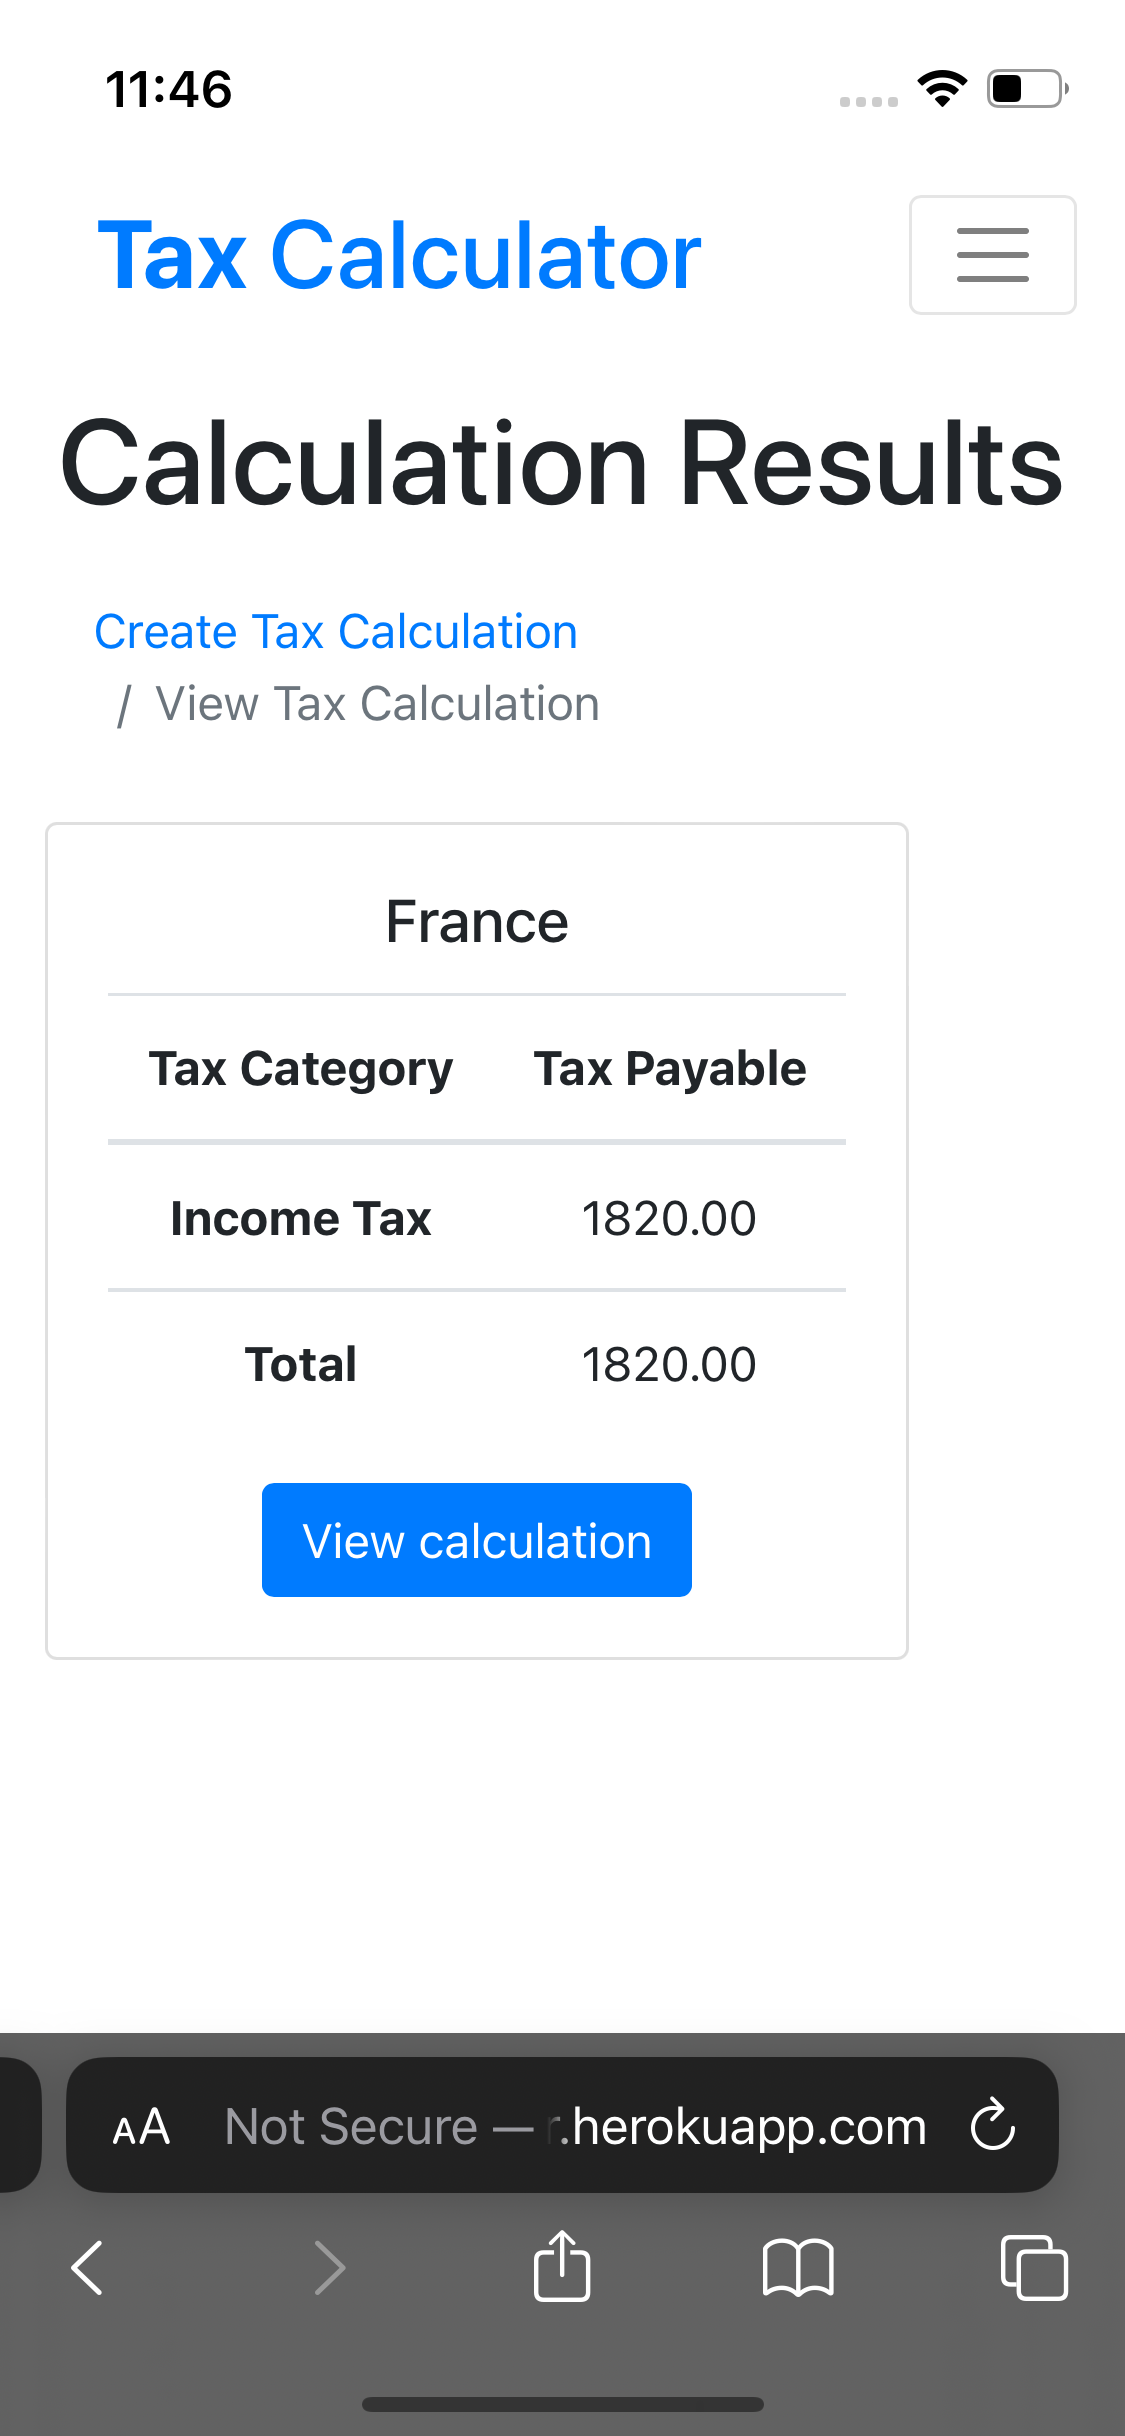 11:46
Tax Calculator
Calculation Results
Create Tax Calculation
/ View Tax Calculation
France
Tax Category Tax Payable
Income Tax 1820.00
Total 1820.00
View calculation
AA Not Secure — r.herokuapp.com